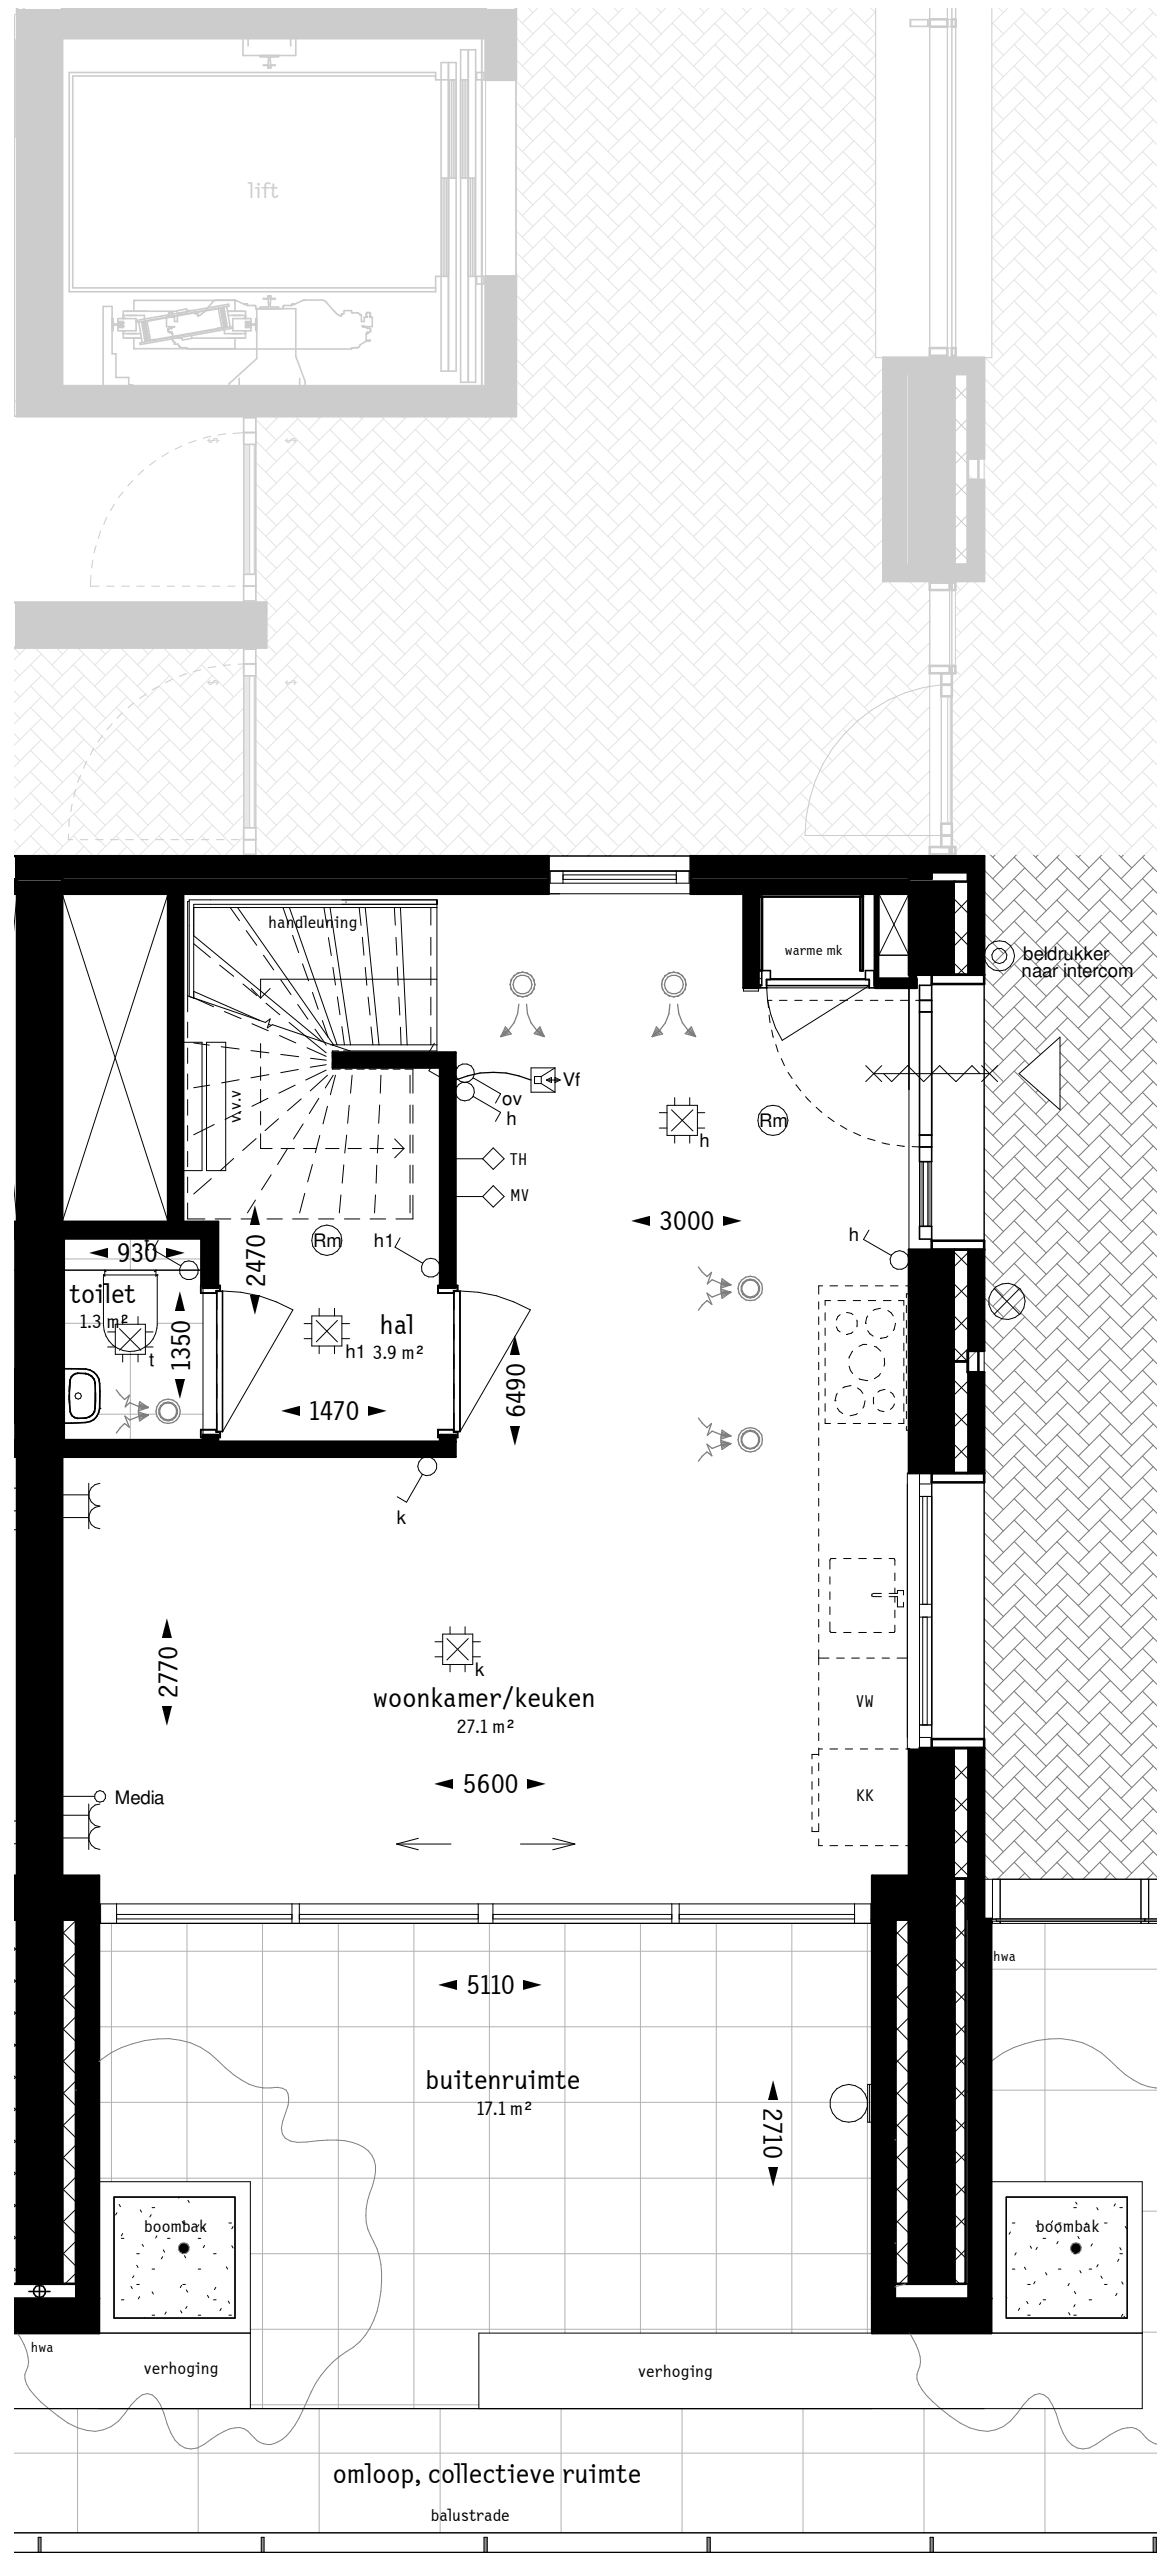 lift
handleuning
warme mk
beldrukker
naar intercom
v.v.v
Vf
ov
h
h
Rm
TH
MV
3000
h
Rm
h1
930
t
2470
toilet
1.3 m²
t
1350
hal
h1 3.9 m²
1470
6490
k
2770
k
woonkamer/keuken
27.1 m²
VW
5600
KK
Media
hwa
5110
buitenruimte
17.1 m²
2710
boombak
boombak
hwa
verhoging
verhoging
omloop, collectieve ruimte
balustrade